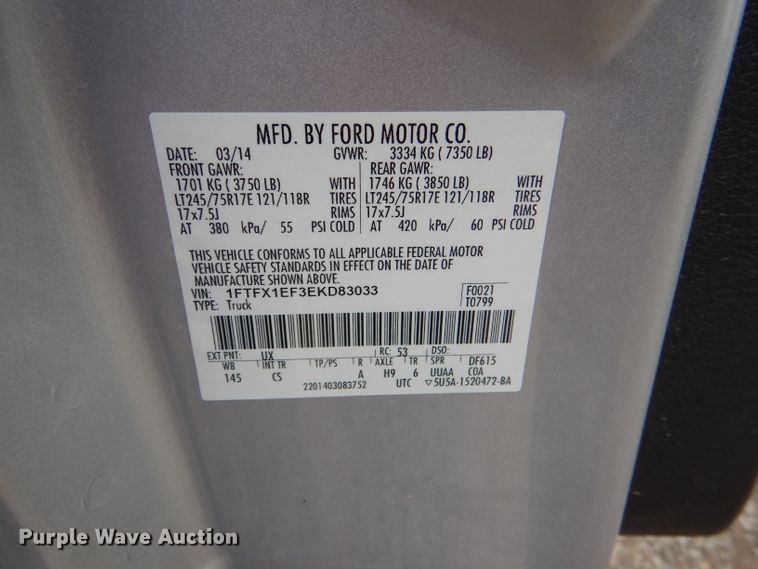 MFD. BY FORD MOTOR CO.
DATE: 03/14 GVWR: 3334 KG ( 7350 LB)
FRONT GAWR: REAR GAWR:
1701 KG ( 3750 LB) WITH 1746 KG ( 3850 LB) WITH
LT245/75R17E 121/118R TIRES LT245/75R17E 121/118R TIRES
17x7.5J RIMS 17x7.5J RIMS
AT 380 kPa/ 55 PSI COLD AT 420 kPa/ 60 PSI COLD
THIS VEHICLE CONFORMS TO ALL APPLICABLE FEDERAL MOTOR
VEHICLE SAFETY STANDARDS IN EFFECT ON THE DATE OF
MANUFACTURE SHOWN ABOVE.
VIN: 1FTFX1EF3EKD83033 F0021
TYPE: Truck T0799
EXT PNT: UX RC: 53 DSO:
WB INT TR TP/PS R AXLE TR SPR DF615
145 CS A H9 6 UUAA COA
2201403083752 UTC ▽5U5A-1520472-BA
Purple Wave Auction